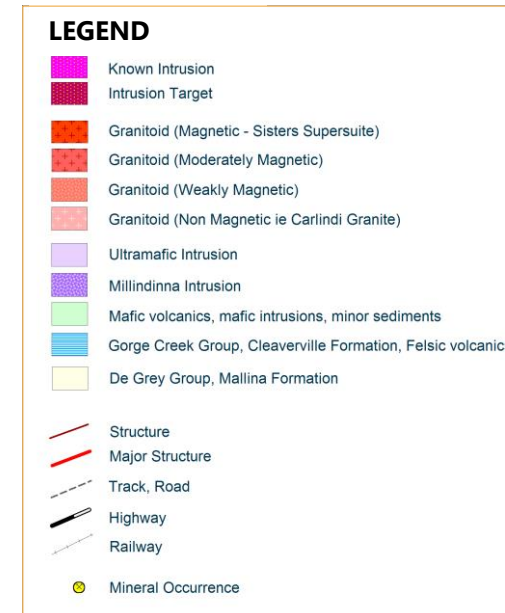 LEGEND
Known Intrusion
Intrusion Target
Granitoid (Magnetic - Sisters Supersuite)
Granitoid (Moderately Magnetic)
Granitoid (Weakly Magnetic)
Granitoid (Non Magnetic ie Carlindi Granite)
Ultramafic Intrusion
Millindinna Intrusion
Mafic volcanics, mafic intrusions, minor sediments
Gorge Creek Group, Cleaverville Formation, Felsic volcanic
De Grey Group, Mallina Formation
Structure
Major Structure
Track, Road
Highway
Railway
Mineral Occurrence